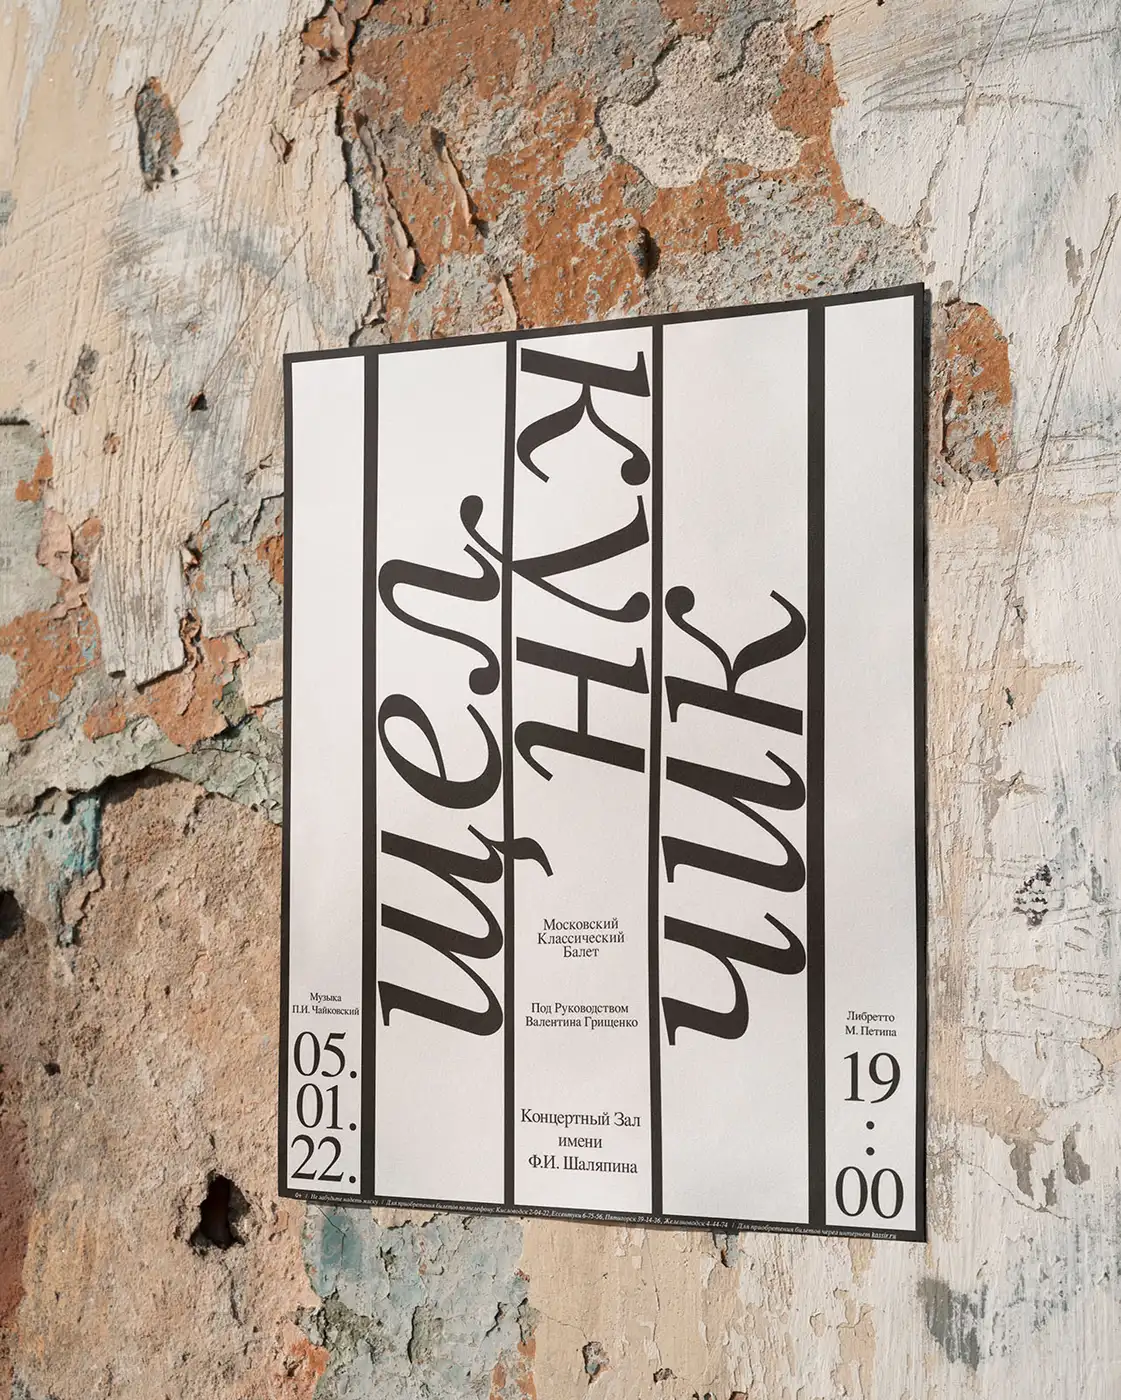 щел
кун
чик
Музыка
П.И. Чайковский
05.
01.
22.
Московский
Классический
Балет
Под Руководством
Валентина Грищенко
Концертный Зал
имени
Ф.И. Шаляпина
Либретто
М. Петипа
19
:
00
0+ / Не забудьте надеть маску / Для приобретения билетов по телефону: Кисловодск 2-04-21, Ессентуки 6-75-56, Пятигорск 39-14-36, Железноводск 4-44-74 / Для приобретения билетов через интернет kassir.ru